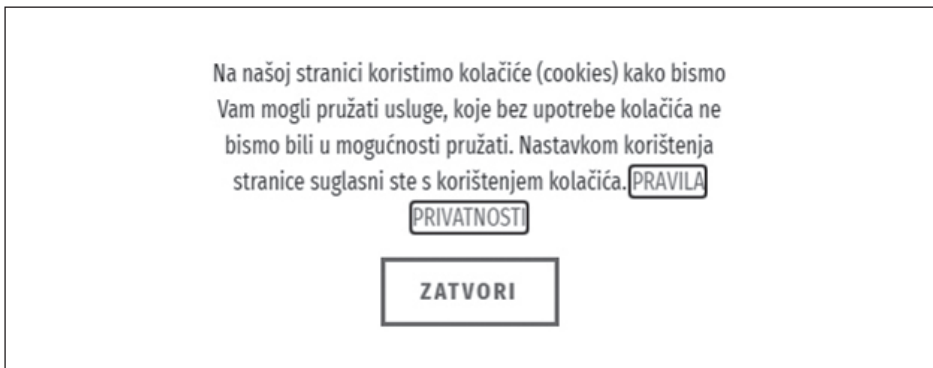 Na našoj stranici koristimo kolačiće (cookies) kako bismo
Vam mogli pružati usluge, koje bez upotrebe kolačića ne
bismo bili u mogućnosti pružati. Nastavkom korištenja
stranice suglasni ste s korištenjem kolačića. PRAVILA
PRIVATNOSTI
ZATVORI